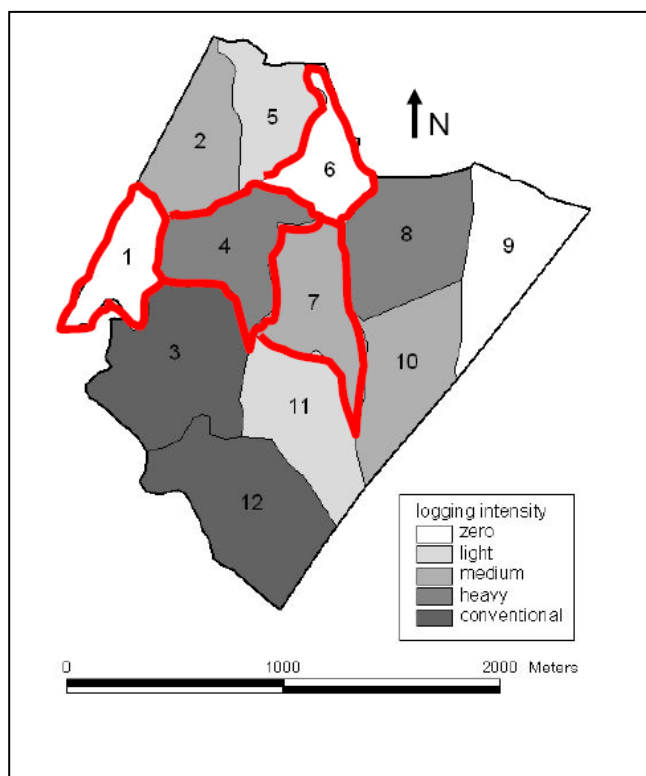 5
N
2
6
1
4
8
9
7
3
10
11
12
logging intensity
zero
light
medium
heavy
conventional
0 1000 2000 Meters